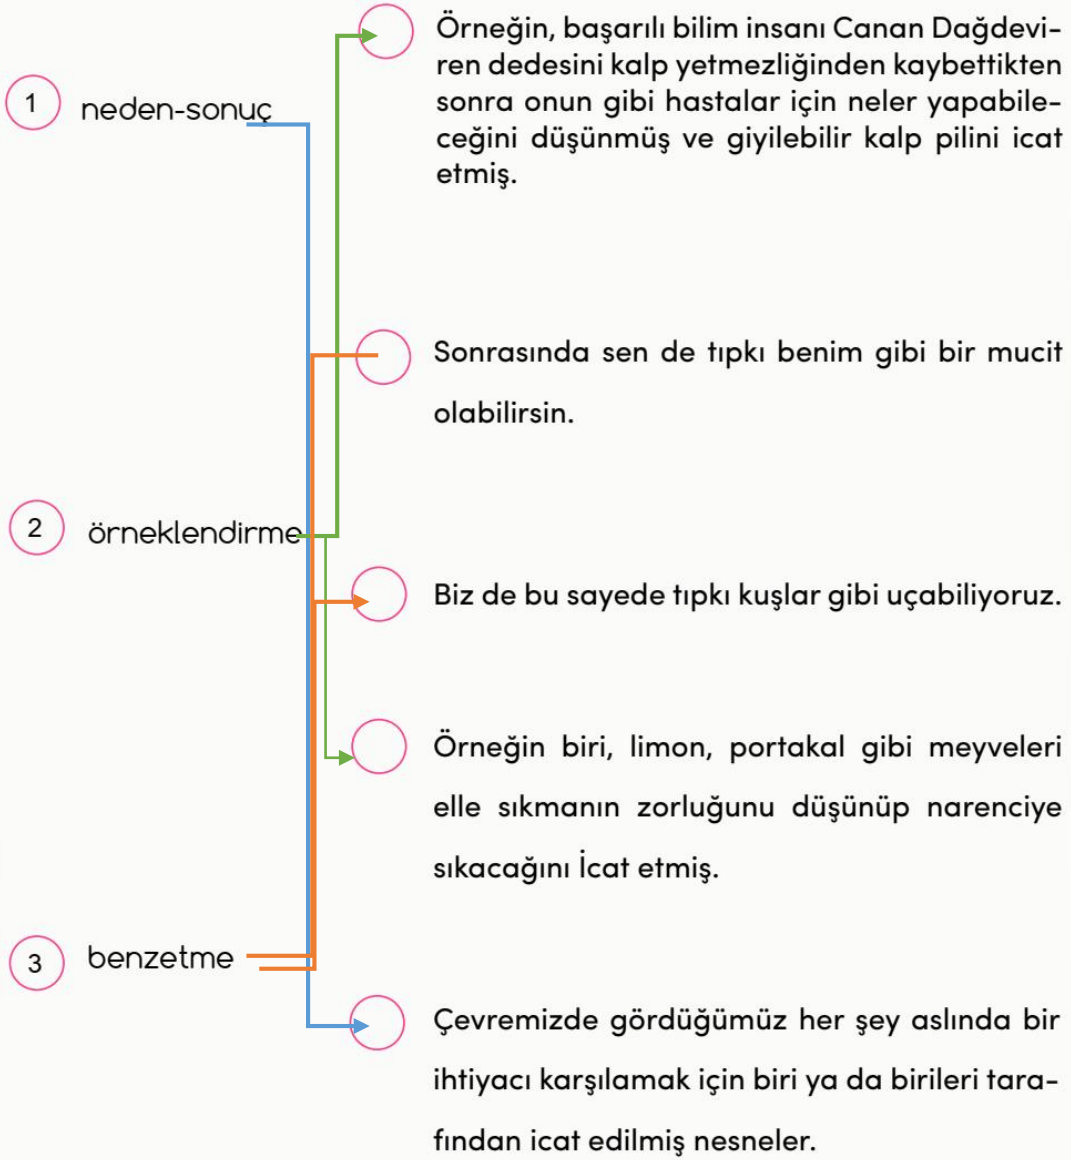 Örneğin, başarılı bilim insanı Canan Dağdevi-
ren dedesini kalp yetmezliğinden kaybettikten
sonra onun gibi hastalar için neler yapabile-
ceğini düşünmüş ve giyilebilir kalp pilini icat
etmiş.
1 neden-sonuç
Sonrasında sen de tıpkı benim gibi bir mucit
olabilirsin.
2 örneklendirme
Biz de bu sayede tıpkı kuşlar gibi uçabiliyoruz.
Örneğin biri, limon, portakal gibi meyveleri
elle sıkmanın zorluğunu düşünüp narenciye
sıkacağını İcat etmiş.
3 benzetme
Çevremizde gördüğümüz her şey aslında bir
ihtiyacı karşılamak için biri ya da birileri tara-
fından icat edilmiş nesneler.